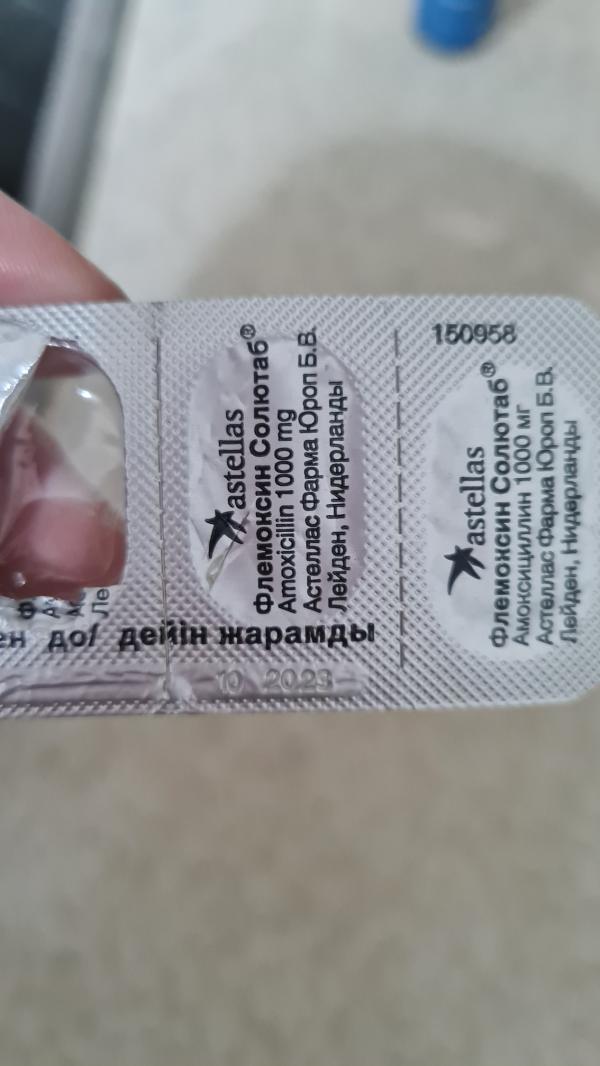 astellas
Флемоксин Солютаб®
Amoxicillin 1000 mg
Астеллас Фарма Юроп Б.В.
Лейден, Нидерланды
150958
astellas
Флемоксин Солютаб®
Амоксициллин 1000 мг
Астеллас Фарма Юроп Б.В.
Лейден, Нидерланды
до/ дейін жарамды
10 2023